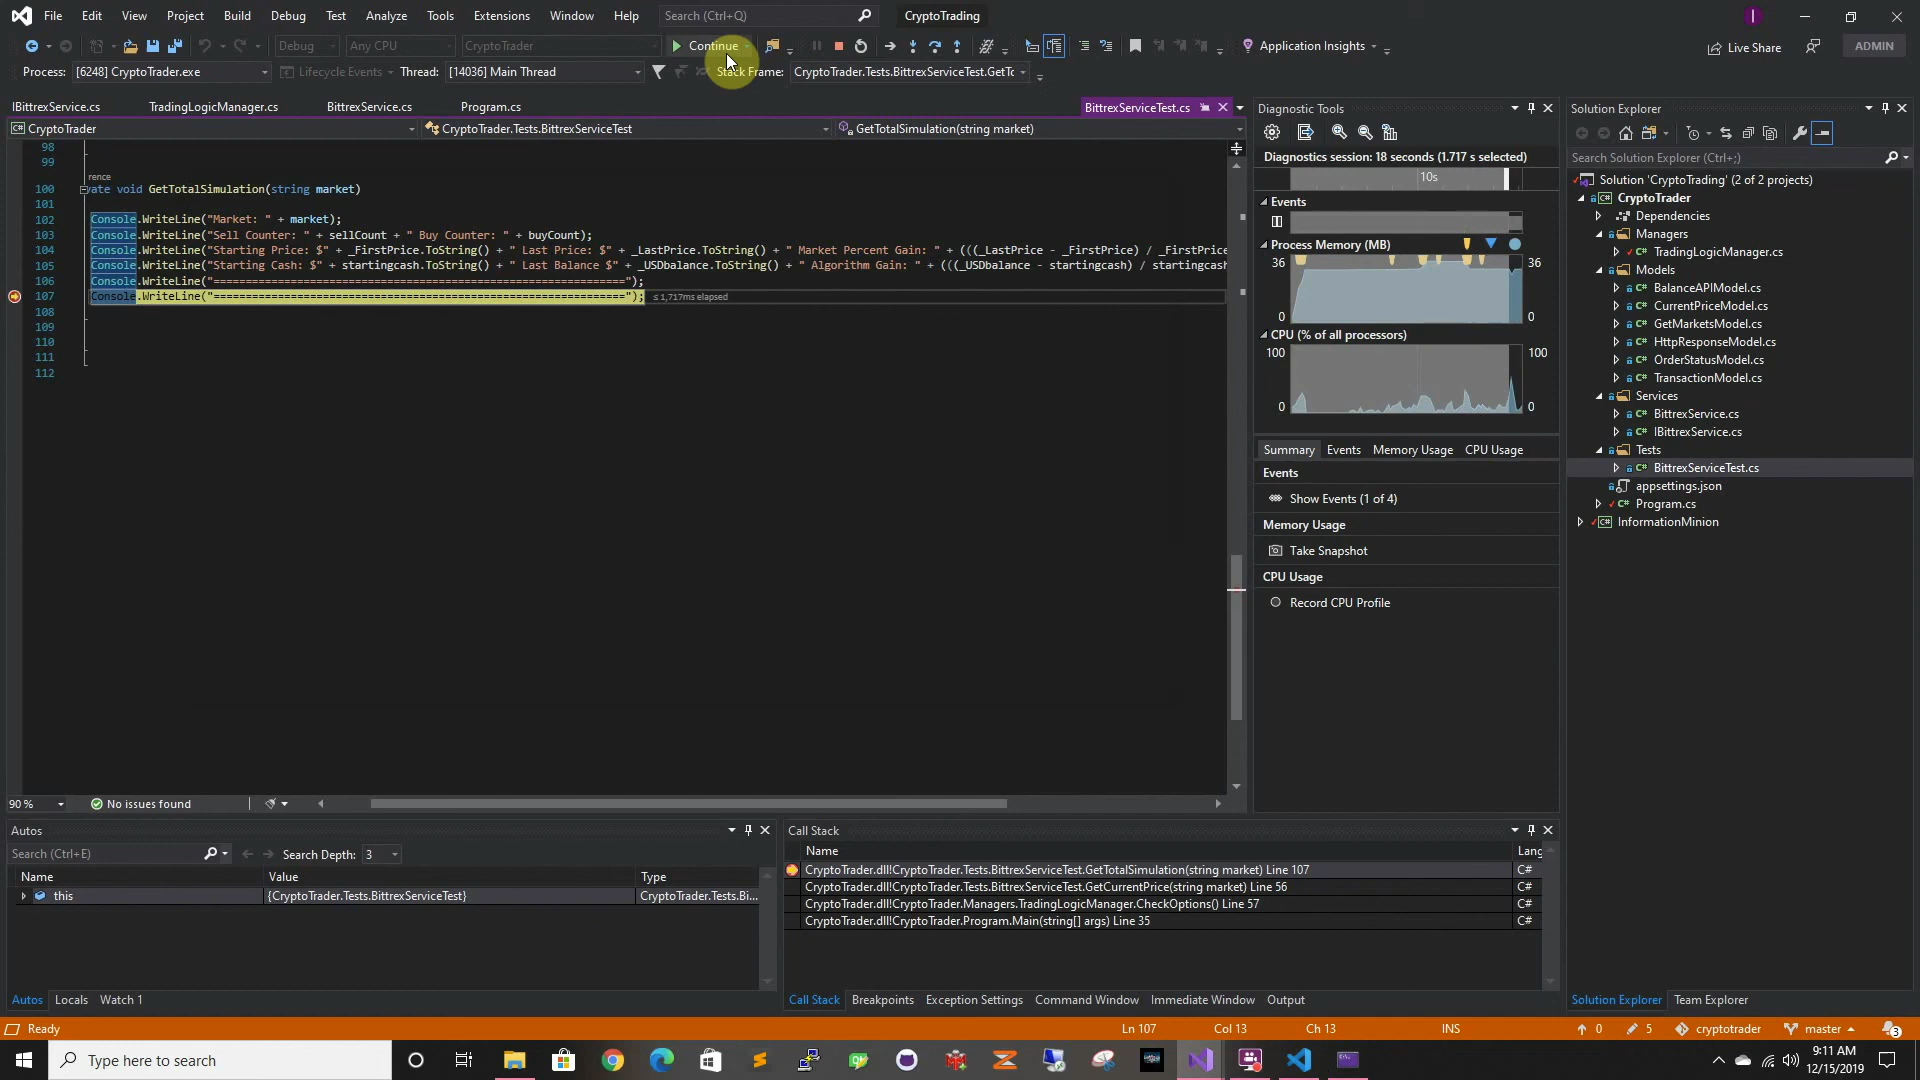 File Edit View Project Build Debug Test Analyze Tools Extensions Window Help Search (Ctrl+Q) CryptoTrading
Debug Any CPU CryptoTrader Continue Application Insights Live Share ADMIN
Process: [6248] CryptoTrader.exe Lifecycle Events Thread: [14036] Main Thread Stack Frame: CryptoTrader.Tests.BittrexServiceTest.GetTo
IBittrexService.cs TradingLogicManager.cs BittrexService.cs Program.cs BittrexServiceTest.cs
CryptoTrader CryptoTrader.Tests.BittrexServiceTest GetTotalSimulation(string market)
98
99
rence
100 vate void GetTotalSimulation(string market)
101
102 Console.WriteLine("Market: " + market);
103 Console.WriteLine("Sell Counter: " + sellCount + " Buy Counter: " + buyCount);
104 Console.WriteLine("Starting Price: $" + _FirstPrice.ToString() + " Last Price: $" + _LastPrice.ToString() + " Market Percent Gain: " + (((_LastPrice - _FirstPrice) / _FirstPrice
105 Console.WriteLine("Starting Cash: $" + startingcash.ToString() + " Last Balance $" + _USDbalance.ToString() + " Algorithm Gain: " + (((_USDbalance - startingcash) / startingcash
106 Console.WriteLine("================================================================");
107 Console.WriteLine("================================================================"); ≤ 1,717ms elapsed
108
109
110
111
112
90 % No issues found
Diagnostic Tools
Diagnostics session: 18 seconds (1.717 s selected)
10s
Events
Process Memory (MB)
36 36
0 0
CPU (% of all processors)
100 100
0 0
Summary Events Memory Usage CPU Usage
Events
Show Events (1 of 4)
Memory Usage
Take Snapshot
CPU Usage
Record CPU Profile
Solution Explorer
Search Solution Explorer (Ctrl+;)
Solution 'CryptoTrading' (2 of 2 projects)
CryptoTrader
Dependencies
Managers
TradingLogicManager.cs
Models
BalanceAPIModel.cs
CurrentPriceModel.cs
GetMarketsModel.cs
HttpResponseModel.cs
OrderStatusModel.cs
TransactionModel.cs
Services
BittrexService.cs
IBittrexService.cs
Tests
BittrexServiceTest.cs
appsettings.json
Program.cs
InformationMinion
Autos
Search (Ctrl+E) Search Depth: 3
Name Value Type
this {CryptoTrader.Tests.BittrexServiceTest} CryptoTrader.Tests.Bi...
Autos Locals Watch 1
Call Stack
Name Lang
CryptoTrader.dll!CryptoTrader.Tests.BittrexServiceTest.GetTotalSimulation(string market) Line 107 C#
CryptoTrader.dll!CryptoTrader.Tests.BittrexServiceTest.GetCurrentPrice(string market) Line 56 C#
CryptoTrader.dll!CryptoTrader.Managers.TradingLogicManager.CheckOptions() Line 57 C#
CryptoTrader.dll!CryptoTrader.Program.Main(string[] args) Line 35 C#
Call Stack Breakpoints Exception Settings Command Window Immediate Window Output
Solution Explorer Team Explorer
Ready Ln 107 Col 13 Ch 13 INS 0 5 cryptotrader master 3
Type here to search
9:11 AM
12/15/2019